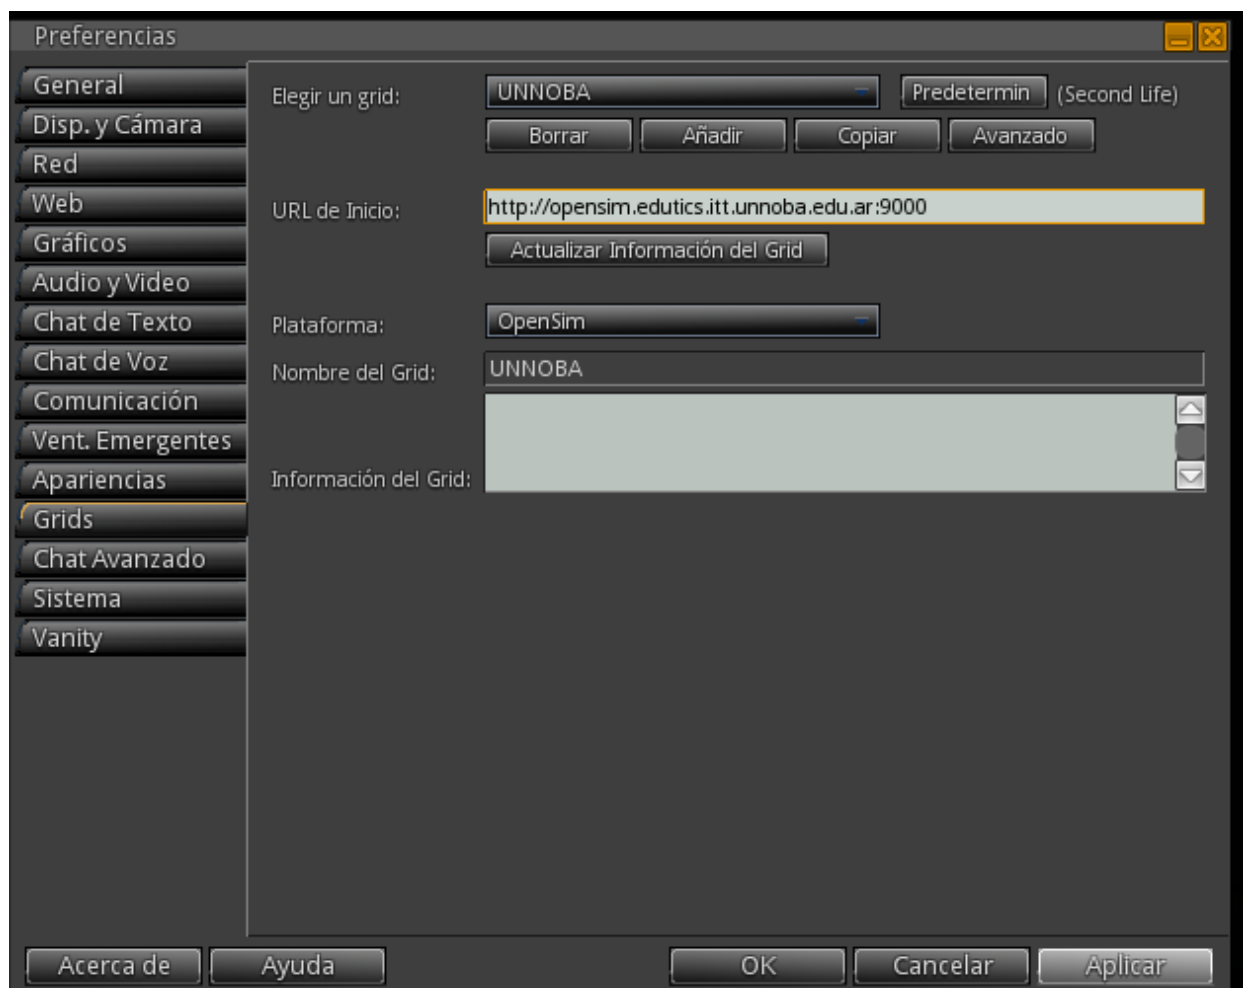 Preferencias
General
Disp. y Cámara
Red
Web
Gráficos
Audio y Video
Chat de Texto
Chat de Voz
Comunicación
Vent. Emergentes
Apariencias
Grids
Chat Avanzado
Sistema
Vanity
Elegir un grid: UNNOBA Predetermin (Second Life)
Borrar Añadir Copiar Avanzado
URL de Inicio: http://opensim.edutics.itt.unnoba.edu.ar:9000
Actualizar Información del Grid
Plataforma: OpenSim
Nombre del Grid: UNNOBA
Información del Grid:
Acerca de Ayuda OK Cancelar Aplicar